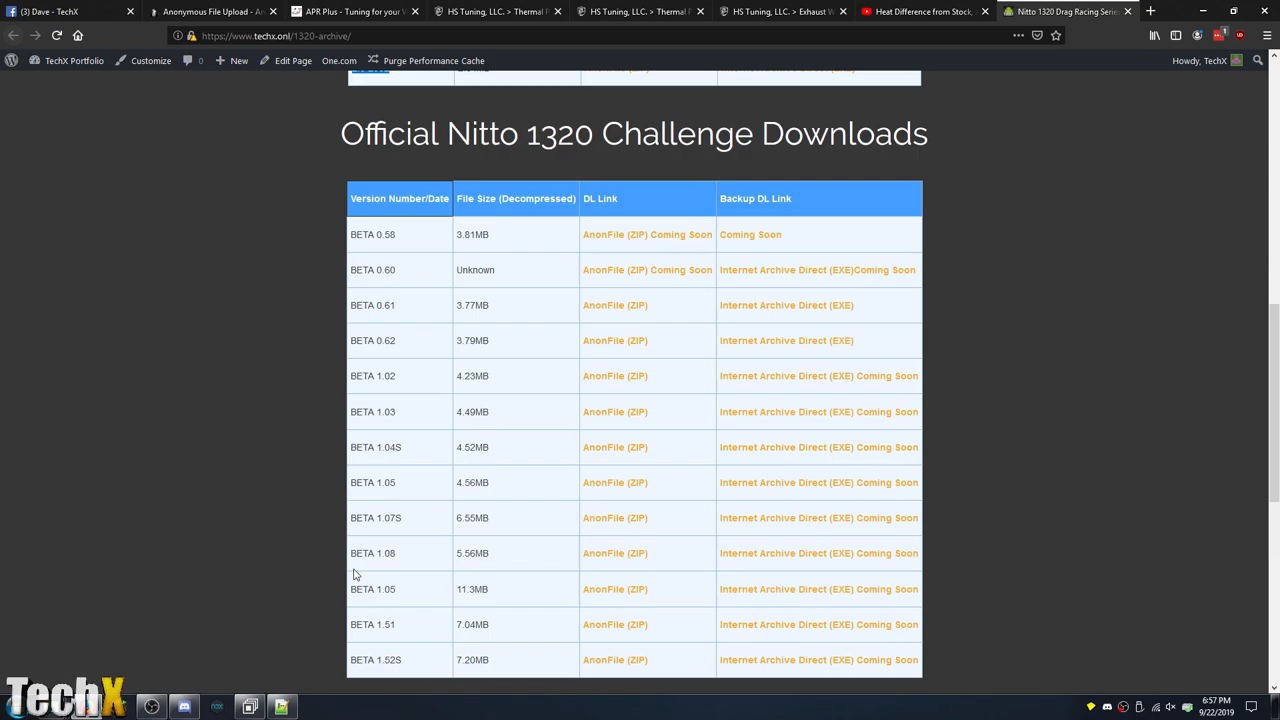 (3) Dave - TechX
Anonymous File Upload - An
APR Plus - Tuning for your V
HS Tuning, LLC. > Thermal P
HS Tuning, LLC. > Thermal P
HS Tuning, LLC. > Exhaust W
Heat Difference from Stock, a
Nitto 1320 Drag Racing Series
https://www.techx.onl/1320-archive/
1
TechX Portfolio
Customize
0
New
Edit Page
One.com
Purge Performance Cache
Howdy, TechX
Official Nitto 1320 Challenge Downloads
Version Number/Date File Size (Decompressed) DL Link Backup DL Link
BETA 0.58 3.81MB AnonFile (ZIP) Coming Soon Coming Soon
BETA 0.60 Unknown AnonFile (ZIP) Coming Soon Internet Archive Direct (EXE)Coming Soon
BETA 0.61 3.77MB AnonFile (ZIP) Internet Archive Direct (EXE)
BETA 0.62 3.79MB AnonFile (ZIP) Internet Archive Direct (EXE)
BETA 1.02 4.23MB AnonFile (ZIP) Internet Archive Direct (EXE) Coming Soon
BETA 1.03 4.49MB AnonFile (ZIP) Internet Archive Direct (EXE) Coming Soon
BETA 1.04S 4.52MB AnonFile (ZIP) Internet Archive Direct (EXE) Coming Soon
BETA 1.05 4.56MB AnonFile (ZIP) Internet Archive Direct (EXE) Coming Soon
BETA 1.07S 6.55MB AnonFile (ZIP) Internet Archive Direct (EXE) Coming Soon
BETA 1.08 5.56MB AnonFile (ZIP) Internet Archive Direct (EXE) Coming Soon
BETA 1.05 11.3MB AnonFile (ZIP) Internet Archive Direct (EXE) Coming Soon
BETA 1.51 7.04MB AnonFile (ZIP) Internet Archive Direct (EXE) Coming Soon
BETA 1.52S 7.20MB AnonFile (ZIP) Internet Archive Direct (EXE) Coming Soon
TechX
6:57 PM
9/22/2019